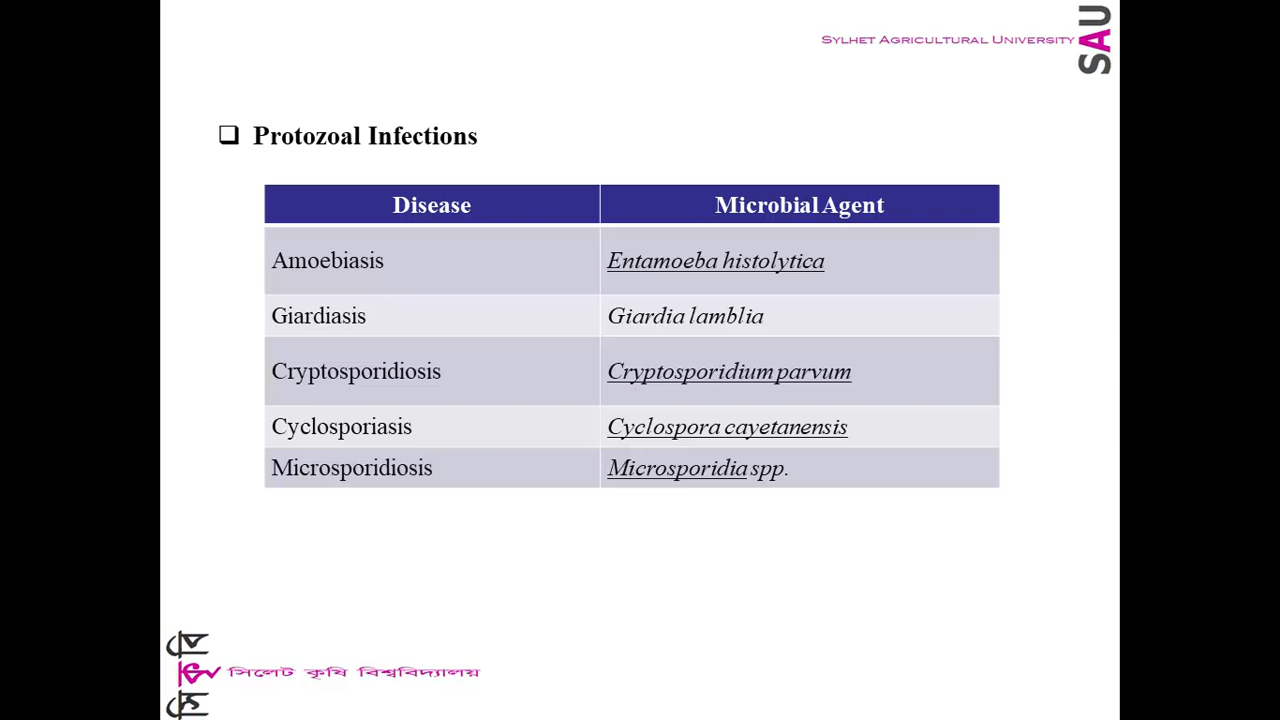 SYLHET AGRICULTURAL UNIVERSITY
SAU
Protozoal Infections
Disease Microbial Agent
Amoebiasis Entamoeba histolytica
Giardiasis Giardia lamblia
Cryptosporidiosis Cryptosporidium parvum
Cyclosporiasis Cyclospora cayetanensis
Microsporidiosis Microsporidia spp.
সিকৃবি
সিলেট কৃষি বিশ্ববিদ্যালয়